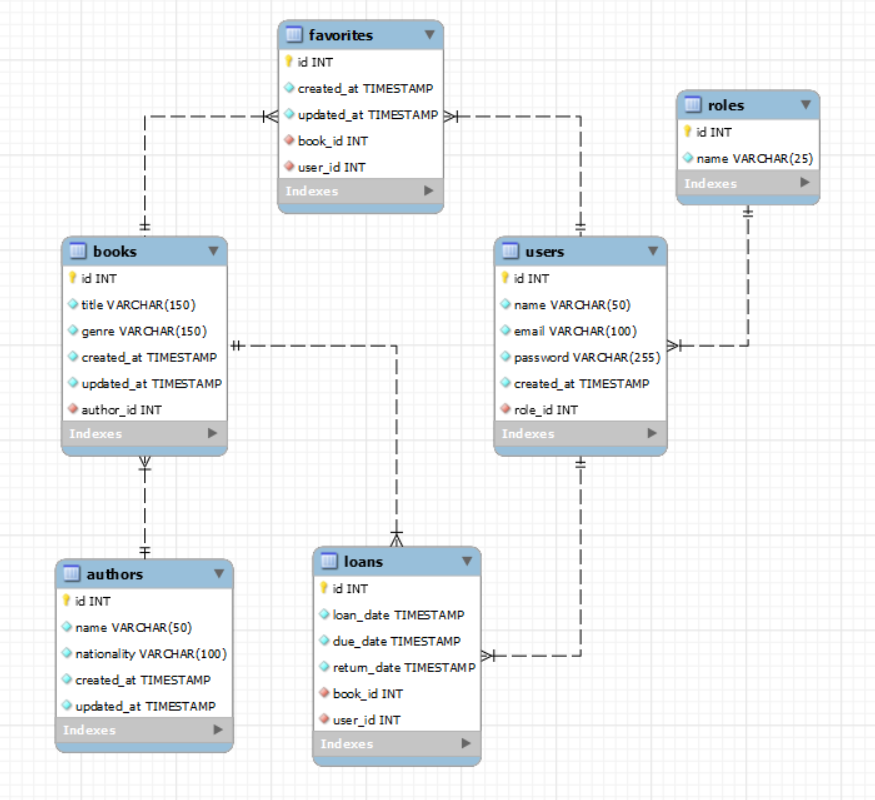 favorites
id INT
created_at TIMESTAMP
updated_at TIMESTAMP
book_id INT
user_id INT
Indexes
roles
id INT
name VARCHAR(25)
Indexes
books
id INT
title VARCHAR(150)
genre VARCHAR(150)
created_at TIMESTAMP
updated_at TIMESTAMP
author_id INT
Indexes
users
id INT
name VARCHAR(50)
email VARCHAR(100)
password VARCHAR(255)
created_at TIMESTAMP
role_id INT
Indexes
authors
id INT
name VARCHAR(50)
nationality VARCHAR(100)
created_at TIMESTAMP
updated_at TIMESTAMP
Indexes
loans
id INT
loan_date TIMESTAMP
due_date TIMESTAMP
return_date TIMESTAMP
book_id INT
user_id INT
Indexes